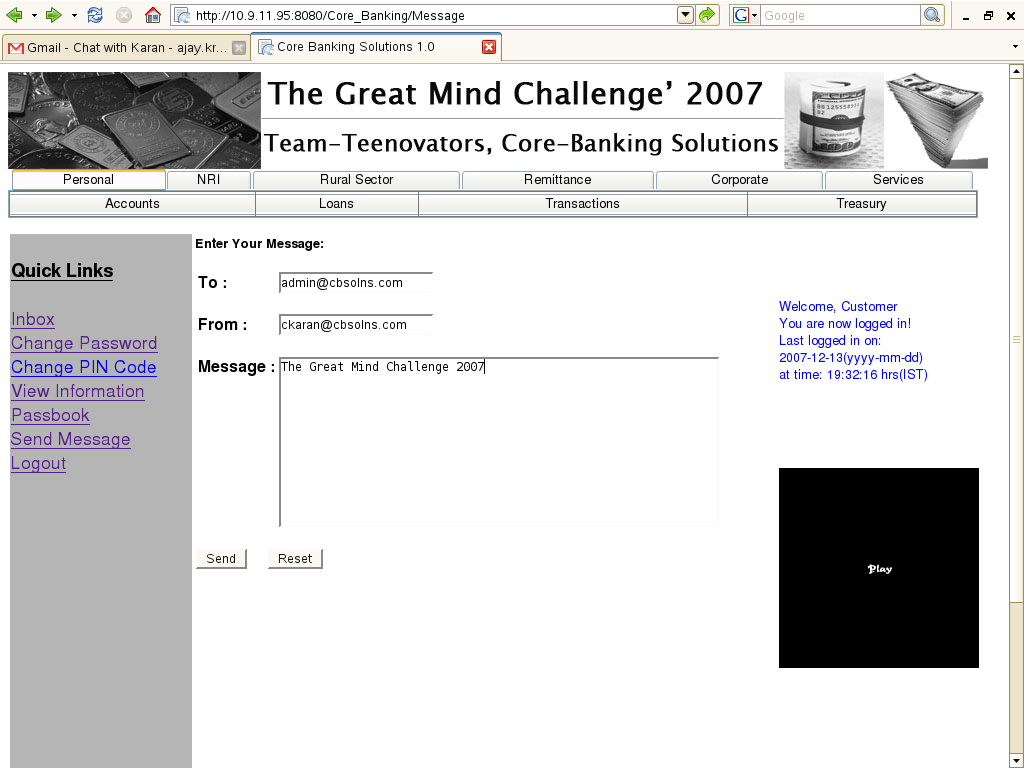 http://10.9.11.95:8080/Core_Banking/Message
G Google
Gmail - Chat with Karan - ajay.kr...
Core Banking Solutions 1.0
The Great Mind Challenge' 2007
Team-Teenovators, Core-Banking Solutions
Personal NRI Rural Sector Remittance Corporate Services
Accounts Loans Transactions Treasury
Quick Links
Inbox
Change Password
Change PIN Code
View Information
Passbook
Send Message
Logout
Enter Your Message:
To : admin@cbsolns.com
From : ckaran@cbsolns.com
Message : The Great Mind Challenge 2007
Send Reset
Welcome, Customer
You are now logged in!
Last logged in on:
2007-12-13(yyyy-mm-dd)
at time: 19:32:16 hrs(IST)
Play